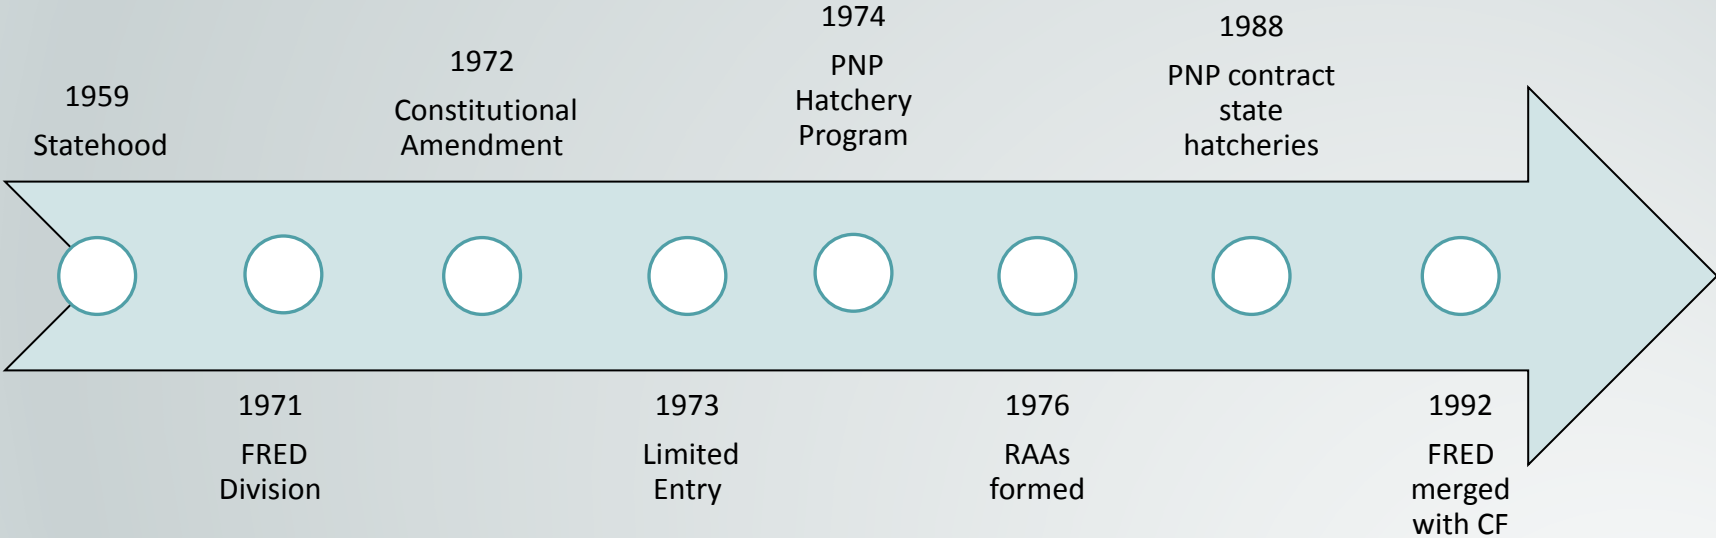 1959
Statehood
1971
FRED
Division
1972
Constitutional
Amendment
1973
Limited
Entry
1974
PNP
Hatchery
Program
1976
RAAs
formed
1988
PNP contract
state
hatcheries
1992
FRED
merged
with CF